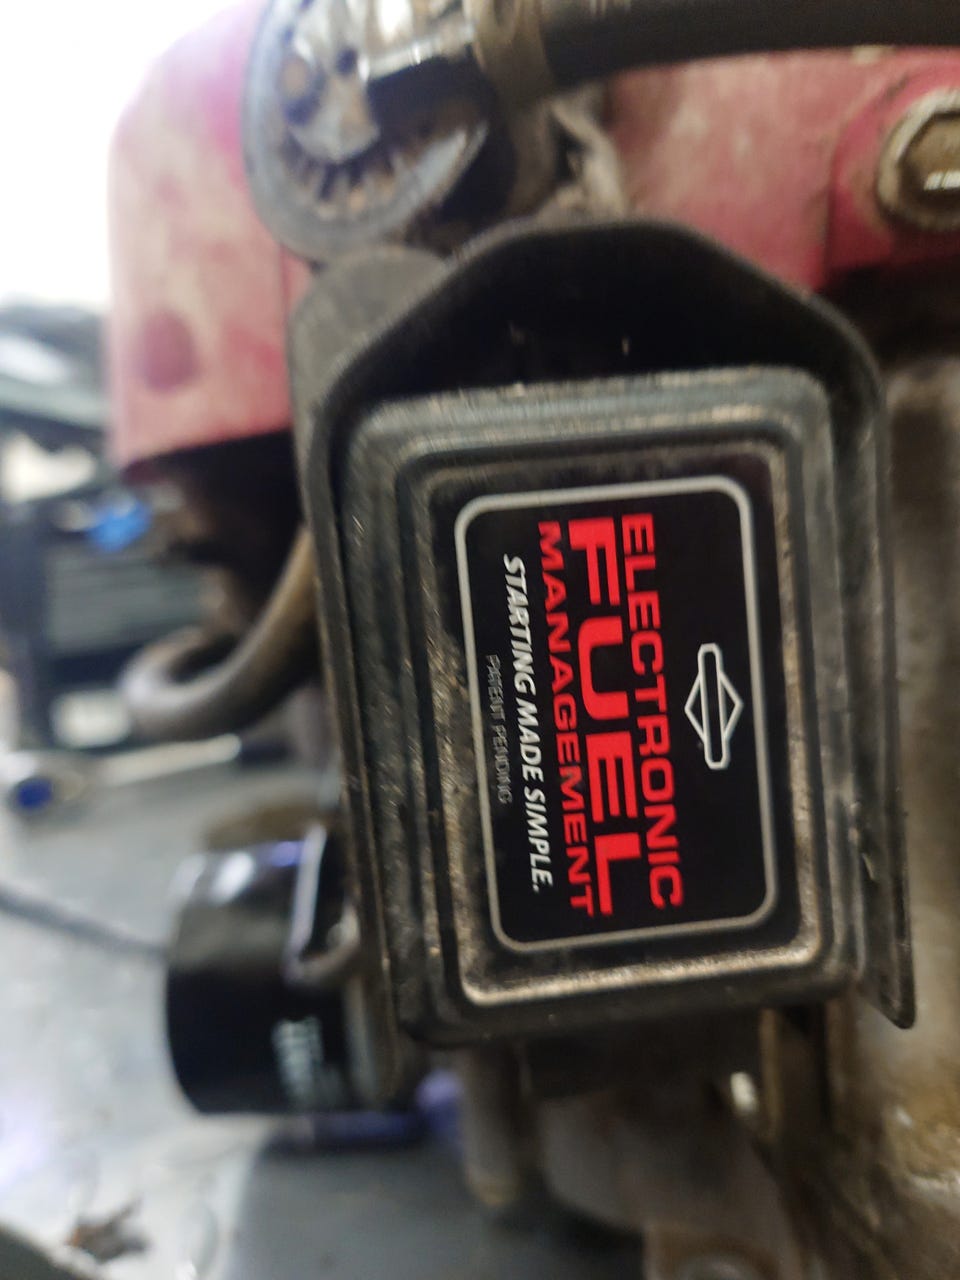 ELECTRONIC
FUEL
MANAGEMENT
STARTING MADE SIMPLE.
PATENT PENDING